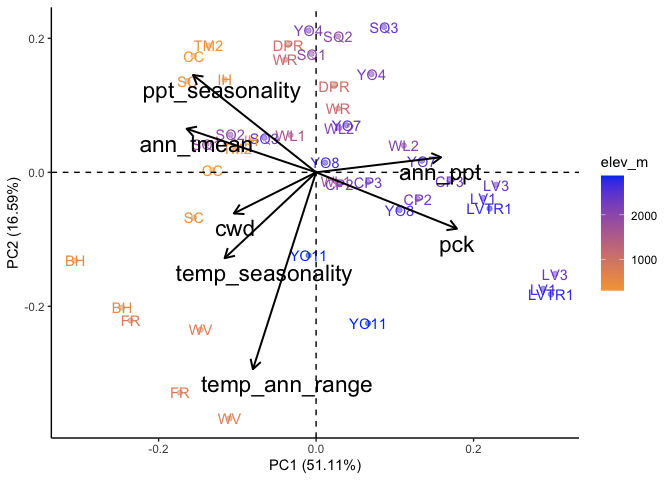 YO4
SQ3
SQ2
TM2
DPR
SQ1
OC
WR
elev_m
YO4
IH
SC
DPR
ppt_seasonality
WR
YO7
WL2
SQ2
WL1
SQ3
ann_tmean
WL2
YO8
YO7
OC
ann_ppt
CP2
CP3
CP3
LV3
CP2
LV1
YO8
LVTR1
SC
cwd
pck
YO11
BH
temp_seasonality
LV3
LV1
LVTR1
BH
FR
WV
YO11
temp_ann_range
FR
WV
0.2
0.0
-0.2
PC2 (16.59%)
-0.2
0.0
0.2
PC1 (51.11%)
2000
1000